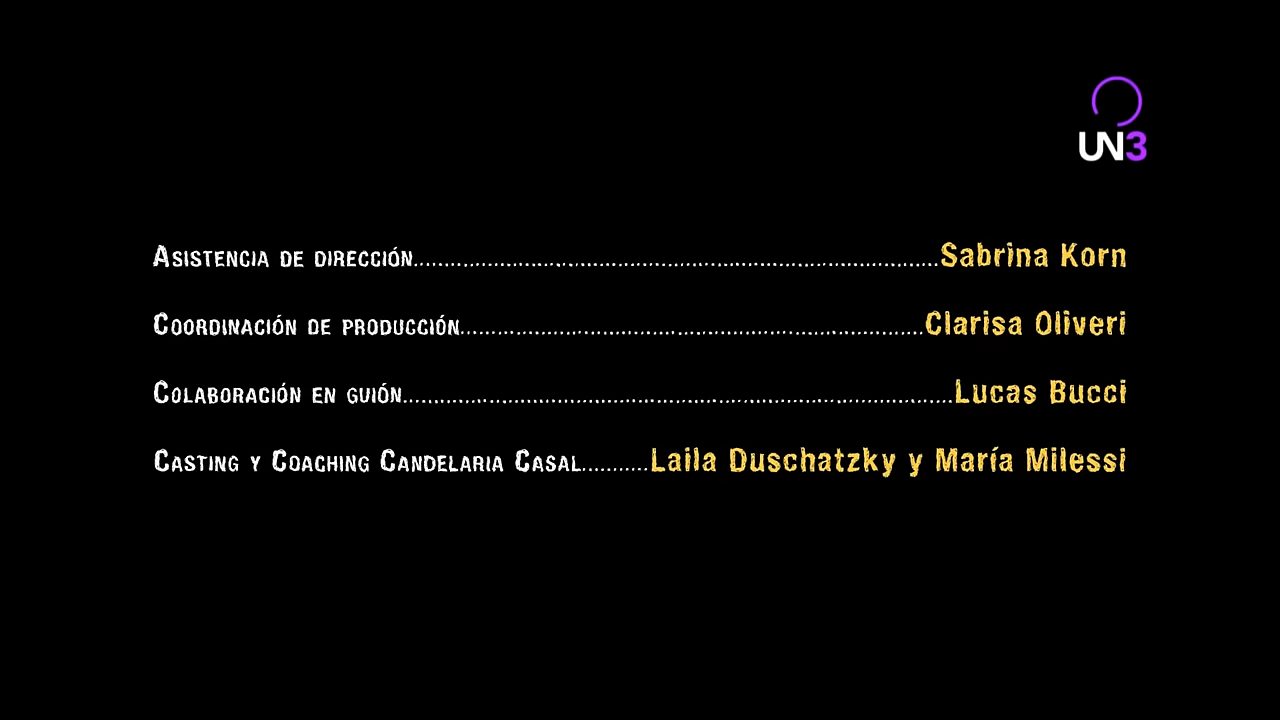 UN3
Asistencia de dirección..........................................................................................Sabrina Korn
Coordinación de producción...............................................................................Clarisa Oliveri
Colaboración en guión..............................................................................................Lucas Bucci
Casting y Coaching Candelaria Casal...........Laila Duschatzky y María Milessi